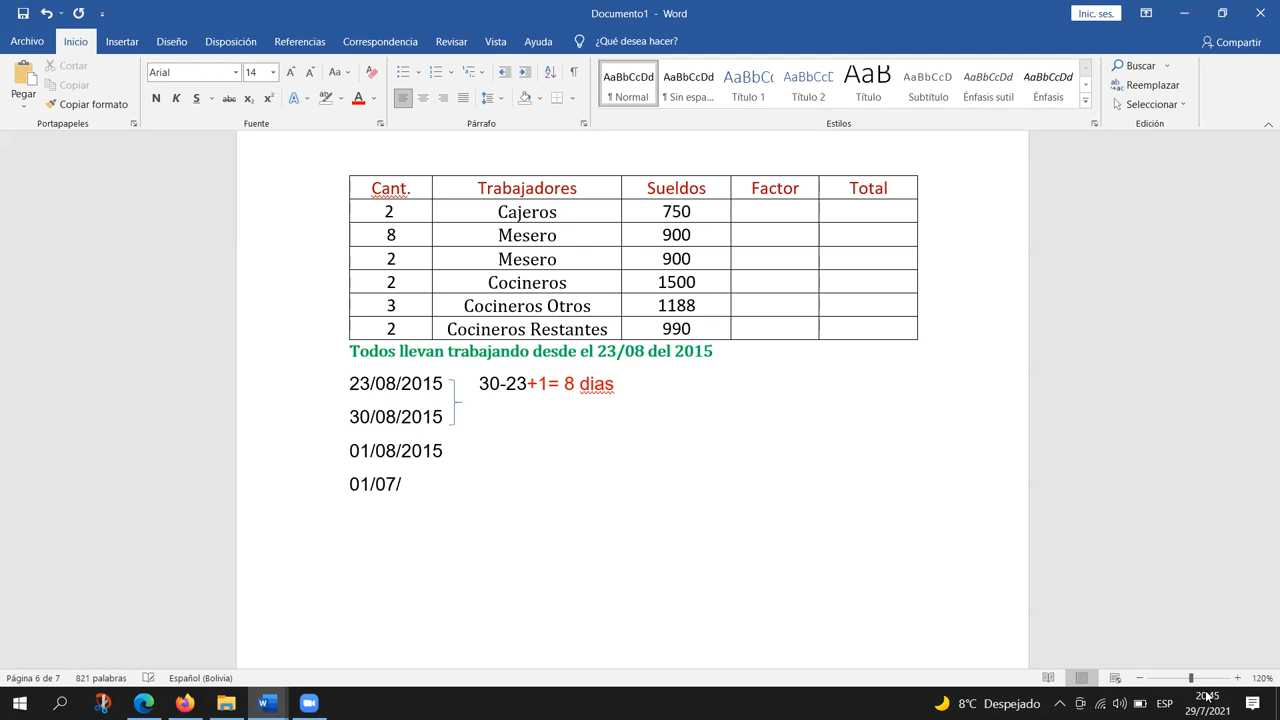 Documento1 - Word
Inic. ses.
Archivo Inicio Insertar Diseño Disposición Referencias Correspondencia Revisar Vista Ayuda ¿Qué desea hacer? Compartir
Pegar
Cortar
Copiar
Copiar formato
Portapapeles
Arial 14
Fuente
Párrafo
AaBbCcDd ¶ Normal
AaBbCcDd ¶ Sin espa...
AaBbCc Título 1
AaBbCcD Título 2
AaB Título
AaBbCcDd Subtítulo
AaBbCcDd Énfasis sutil
AaBbCcDd Énfasis
Estilos
Buscar
Reemplazar
Seleccionar
Edición
Cant. Trabajadores Sueldos Factor Total
2 Cajeros 750
8 Mesero 900
2 Mesero 900
2 Cocineros 1500
3 Cocineros Otros 1188
2 Cocineros Restantes 990
Todos llevan trabajando desde el 23/08 del 2015
23/08/2015 30-23+1= 8 dias
30/08/2015
01/08/2015
01/07/
Página 6 de 7 821 palabras Español (Bolivia) 120%
8°C Despejado ESP 20:45
29/7/2021